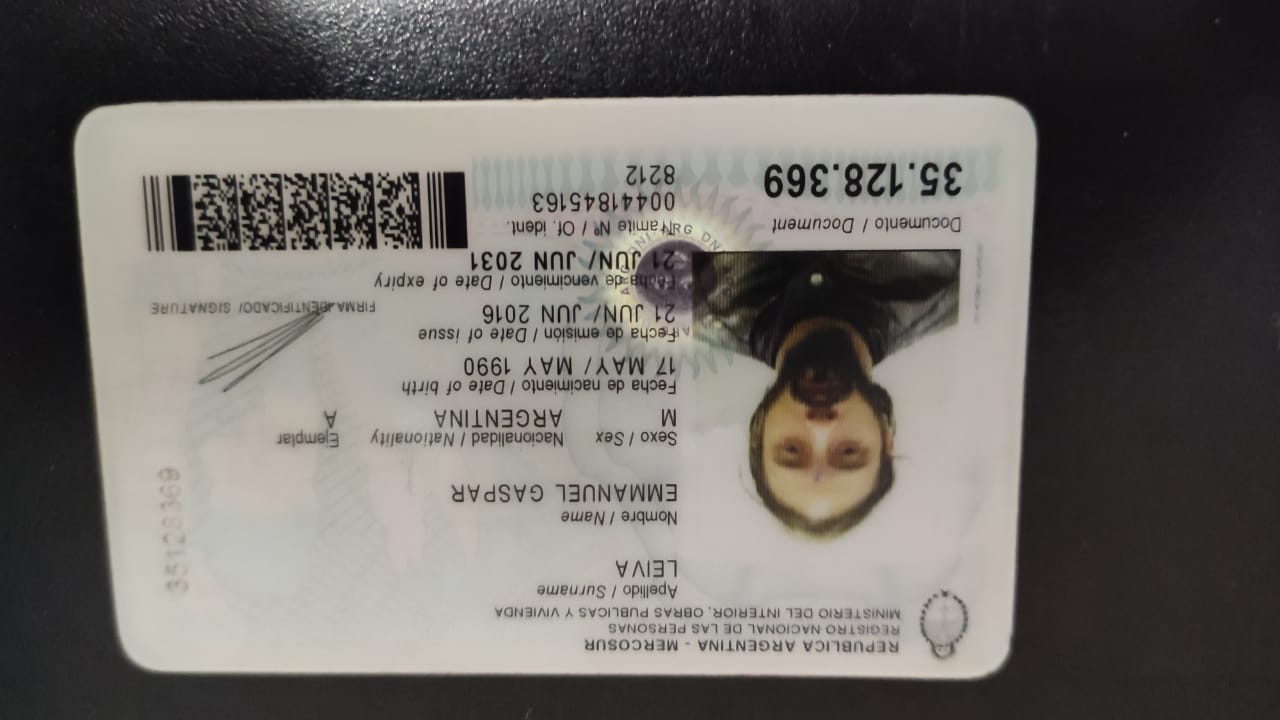 REPUBLICA ARGENTINA - MERCOSUR
REGISTRO NACIONAL DE LAS PERSONAS
MINISTERIO DEL INTERIOR, OBRAS PUBLICAS Y VIVIENDA
Apellido / Surname
LEIVA
Nombre / Name
EMMANUEL GASPAR
Sexo / Sex Nacionalidad / Nationality Ejemplar
M ARGENTINA A
Fecha de nacimiento / Date of birth
17 MAY/ MAY 1990
Fecha de emisión / Date of issue
21 JUN/ JUN 2016
Fecha de vencimiento / Date of expiry
21 JUN/ JUN 2031
FIRMA IDENTIFICADO/ SIGNATURE
Documento / Document
35.128.369
Tramite Nº / Of. ident.
00441845163
8212
35128369